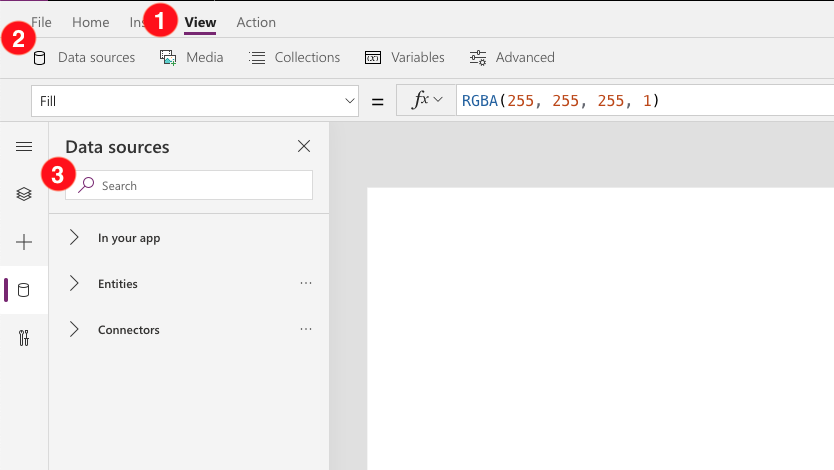 File Home Ins 1 View Action
2 Data sources Media Collections (x) Variables Advanced
Fill = fx RGBA(255, 255, 255, 1)
Data sources
3 Search
In your app
Entities ...
Connectors ...